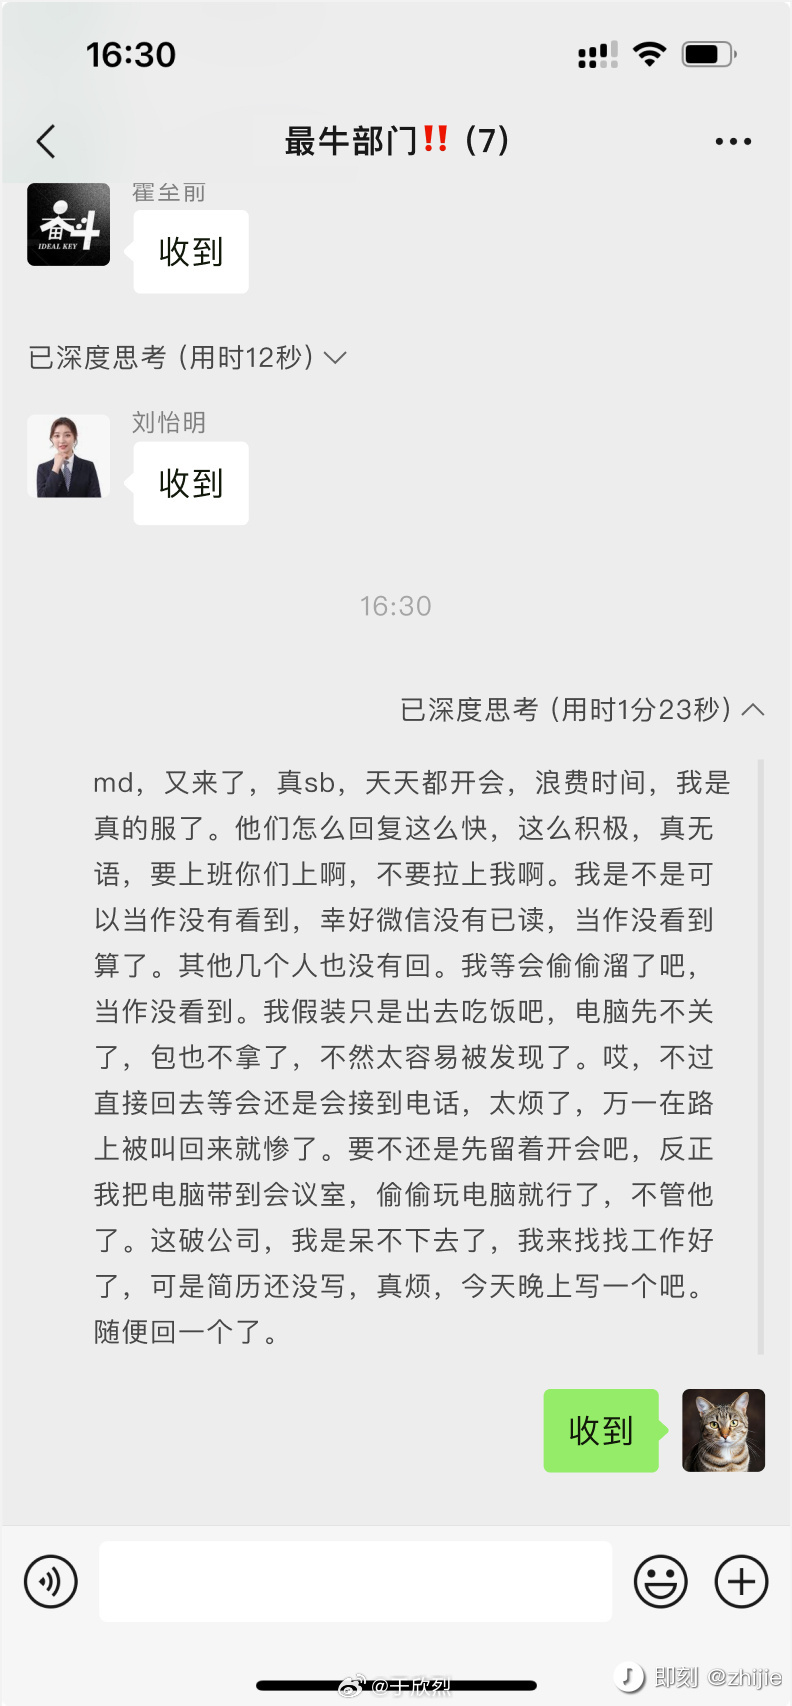 16:30
最牛部门‼️ (7)
霍至前
奋斗
IDEAL KEY
收到
已深度思考 (用时12秒)
刘怡明
收到
16:30
已深度思考 (用时1分23秒)
md，又来了，真sb，天天都开会，浪费时间，我是
真的服了。他们怎么回复这么快，这么积极，真无
语，要上班你们上啊，不要拉上我啊。我是不是可
以当作没有看到，幸好微信没有已读，当作没看到
算了。其他几个人也没有回。我等会偷偷溜了吧，
当作没看到。我假装只是出去吃饭吧，电脑先不关
了，包也不拿了，不然太容易被发现了。哎，不过
直接回去等会还是会接到电话，太烦了，万一在路
上被叫回来就惨了。要不还是先留着开会吧，反正
我把电脑带到会议室，偷偷玩电脑就行了，不管他
了。这破公司，我是呆不下去了，我来找找工作好
了，可是简历还没写，真烦，今天晚上写一个吧。
随便回一个了。
收到
@于欣烈
即刻 @zhijie